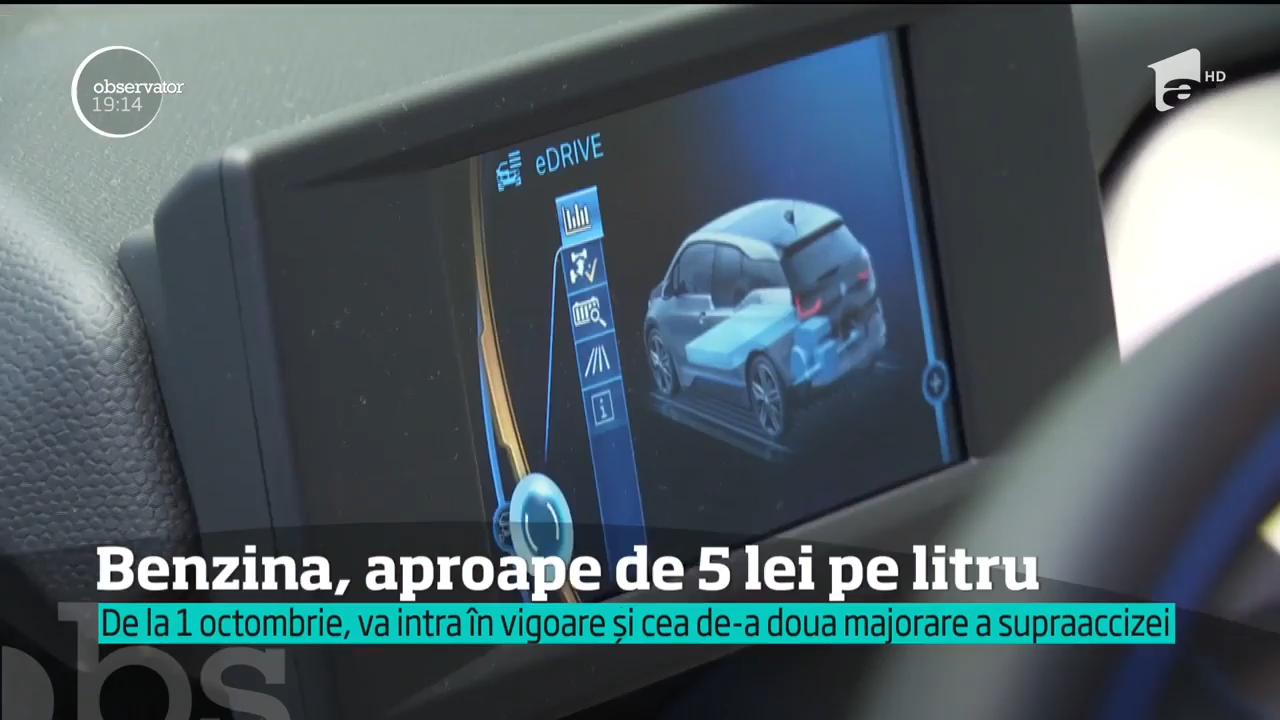 observator
19:14
a
HD
eDRIVE
i
Benzina, aproape de 5 lei pe litru
De la 1 octombrie, va intra în vigoare și cea de-a doua majorare a supraaccizei
obs